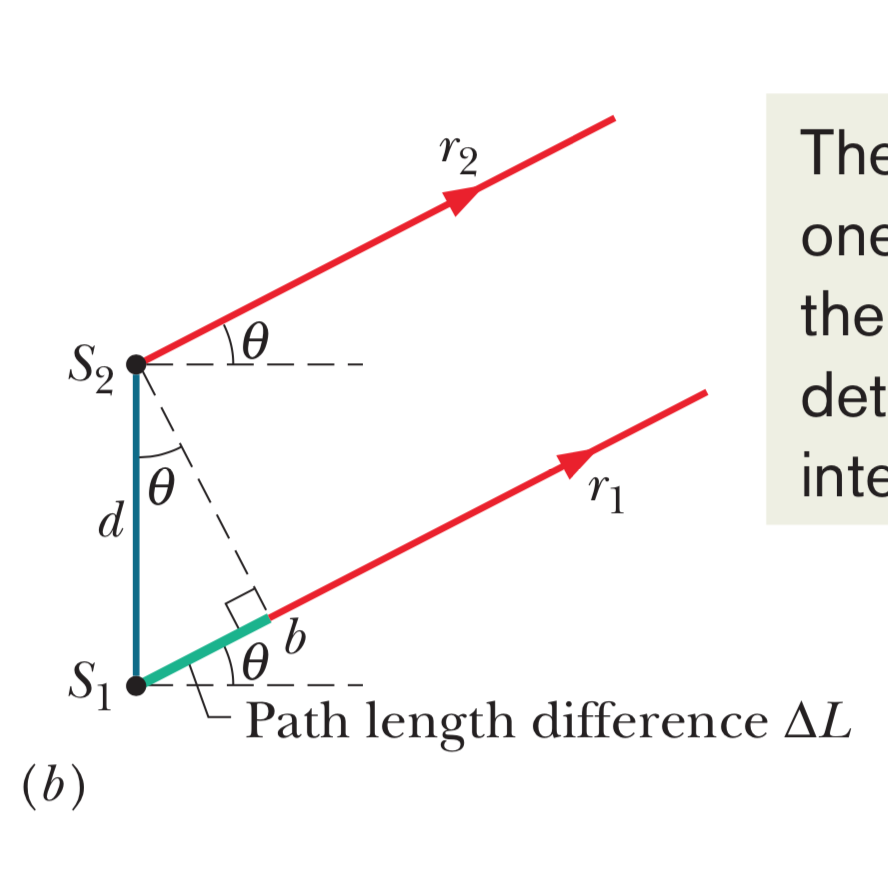 r2
θ
S2
θ
d
r1
b
θ
S1
Path length difference ΔL
(b)
The
one
the
det
inte